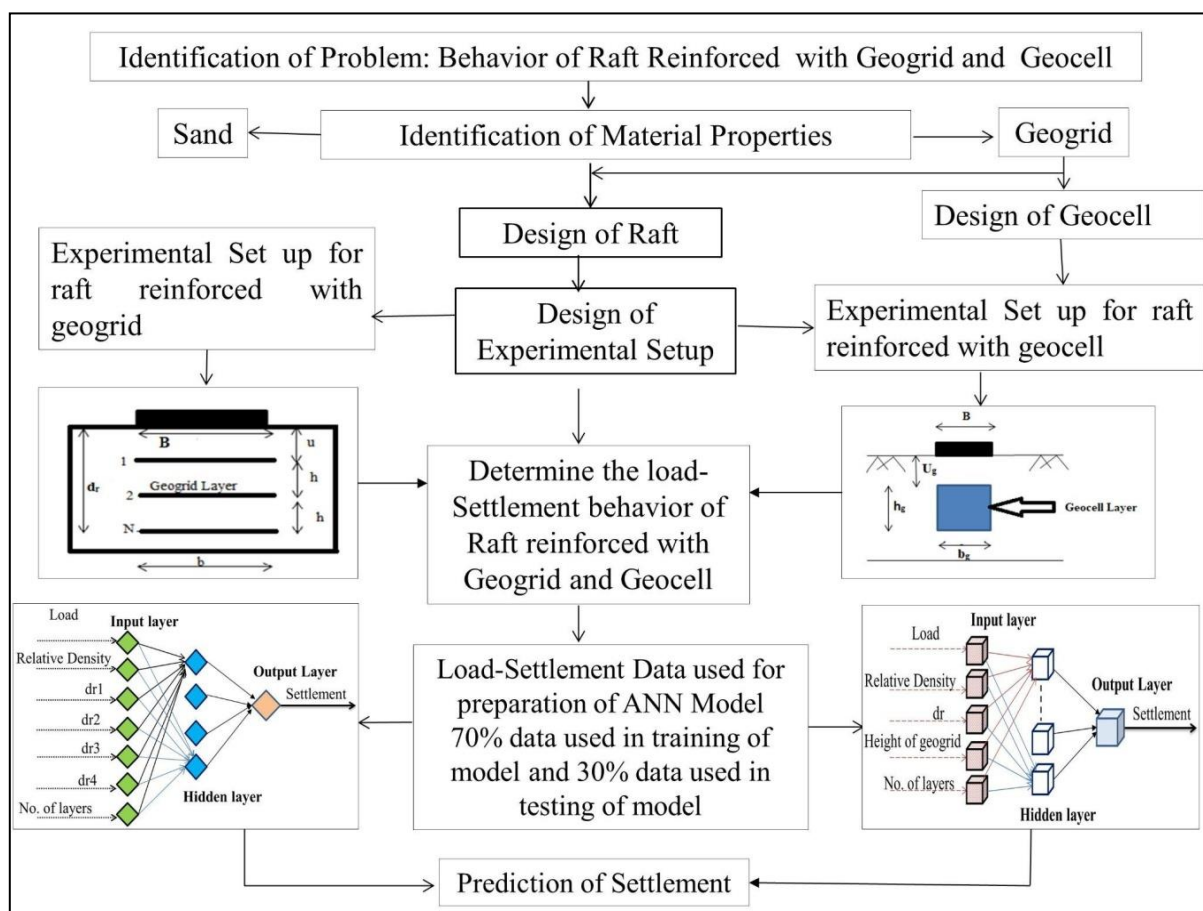 Identification of Problem: Behavior of Raft Reinforced with Geogrid and Geocell
Sand
Identification of Material Properties
Geogrid
Design of Raft
Design of Geocell
Experimental Set up for
raft reinforced with
geogrid
Design of
Experimental Setup
Experimental Set up for raft
reinforced with geocell
B
u
1
h
Geogrid Layer
dr
2
h
N
b
Determine the load-
Settlement behavior of
Raft reinforced with
Geogrid and Geocell
B
Ug
hg
Geocell Layer
bg
Load
Input layer
Relative Density
Output Layer
Settlement
dr1
dr2
dr3
dr4
Hidden layer
No. of layers
Load-Settlement Data used for
preparation of ANN Model
70% data used in training of
model and 30% data used in
testing of model
Load
Input layer
Relative Density
Output Layer
Settlement
dr
Height of geogrid
No. of layers
Hidden layer
Prediction of Settlement